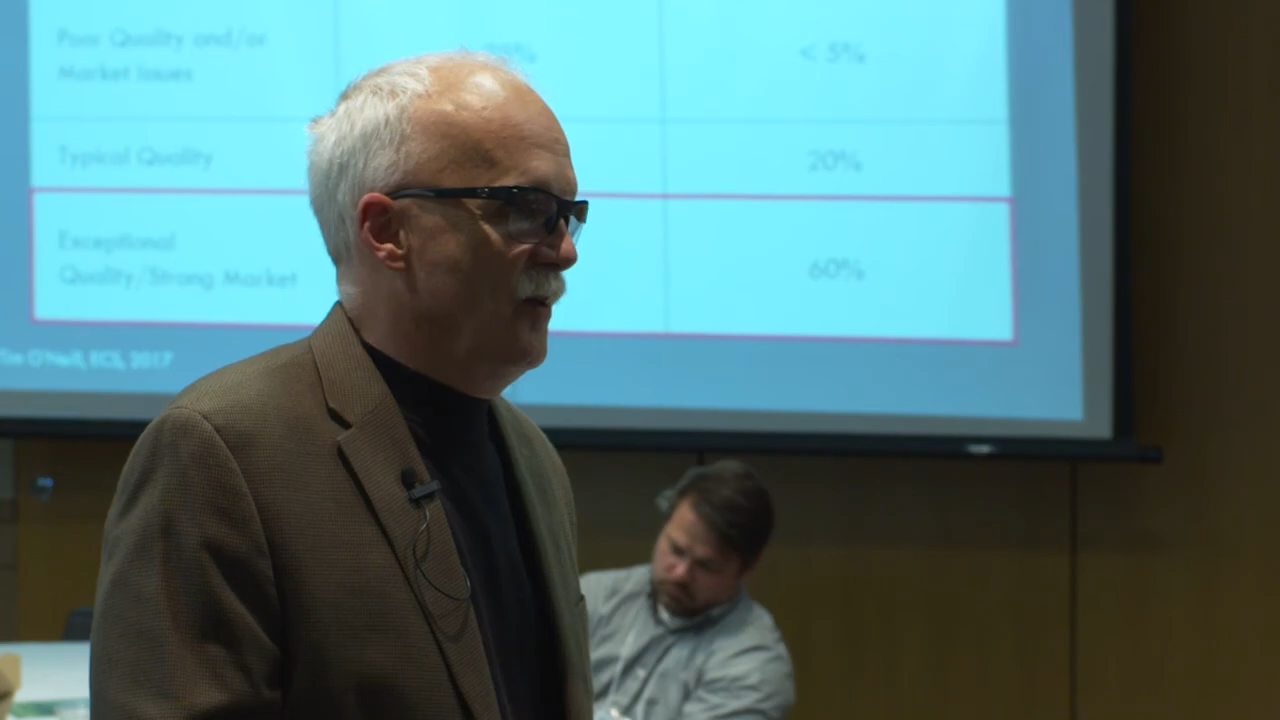 Poor Quality and/or
Market Issues
< 5%
Typical Quality
20%
Exceptional
Quality/Strong Market
60%
O'Neill, ECS, 2017